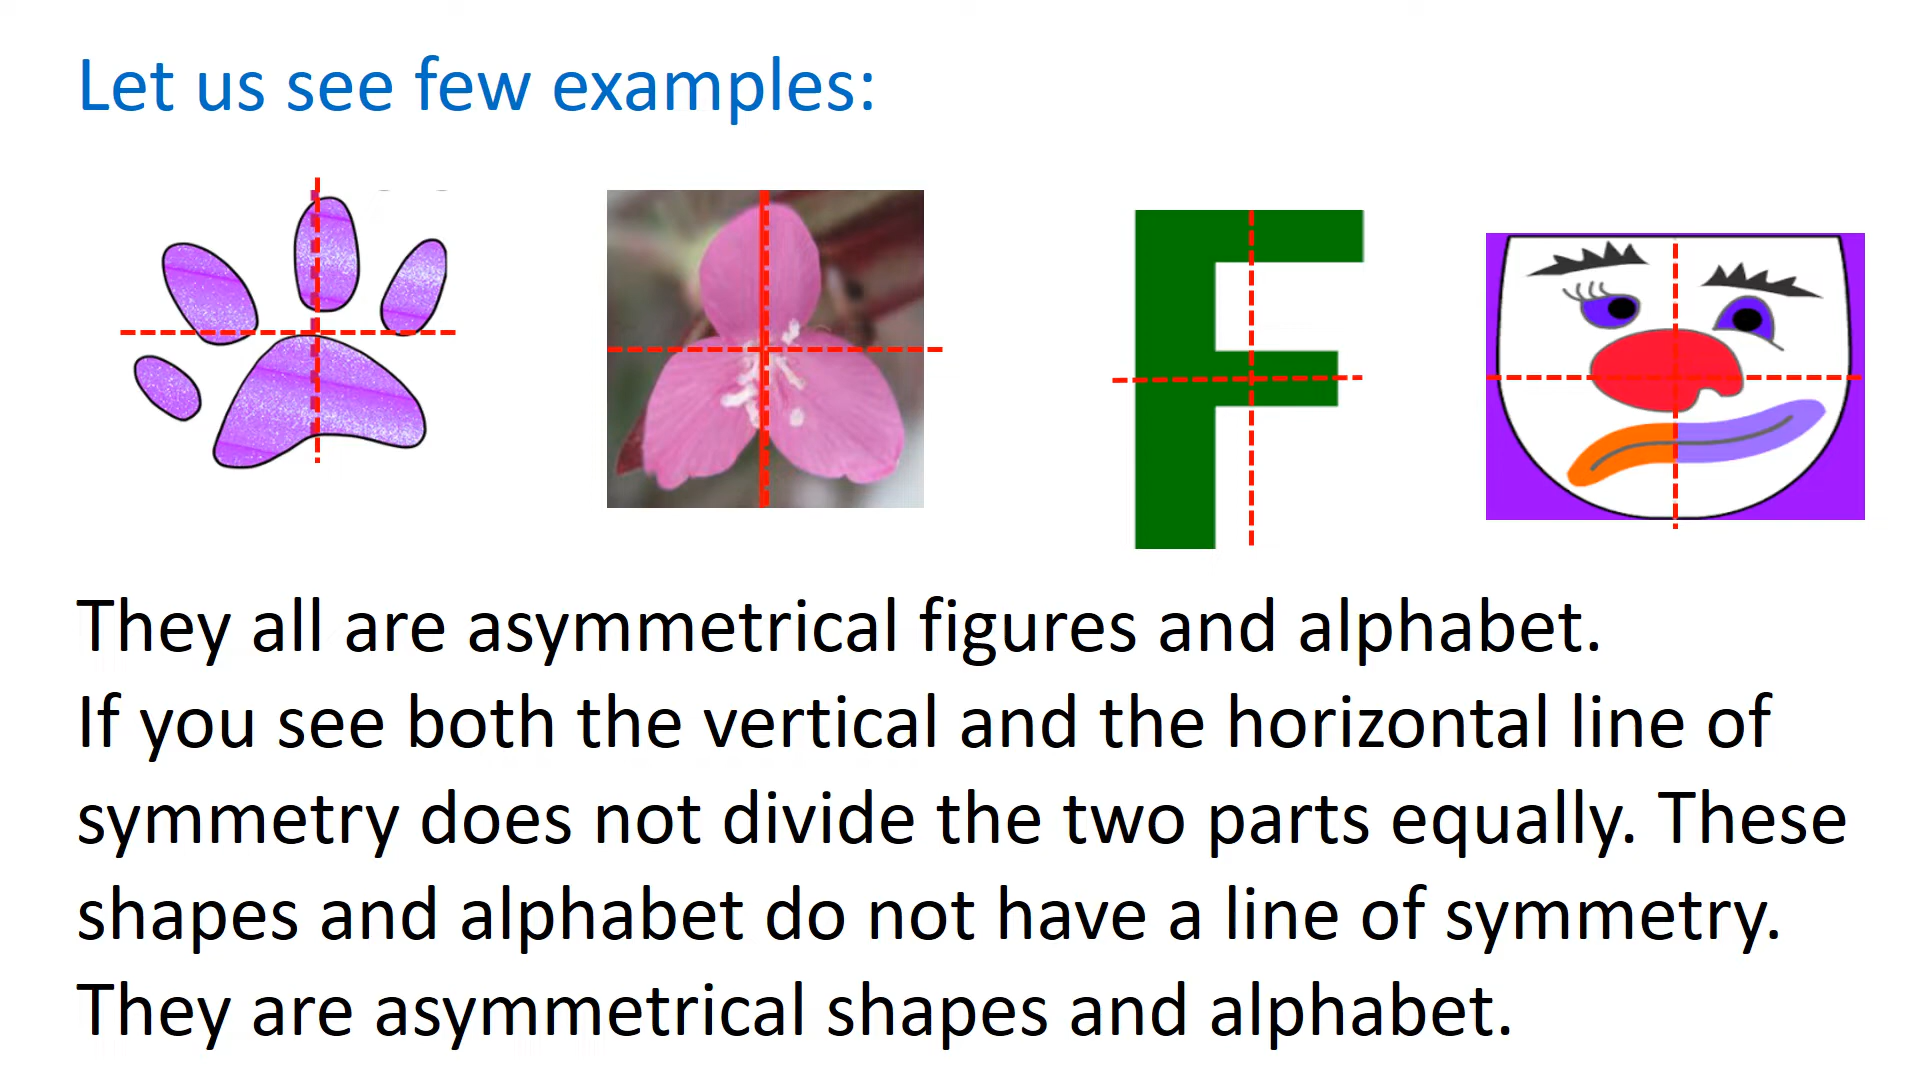 Let us see few examples:
F
They all are asymmetrical figures and alphabet.
If you see both the vertical and the horizontal line of
symmetry does not divide the two parts equally. These
shapes and alphabet do not have a line of symmetry.
They are asymmetrical shapes and alphabet.